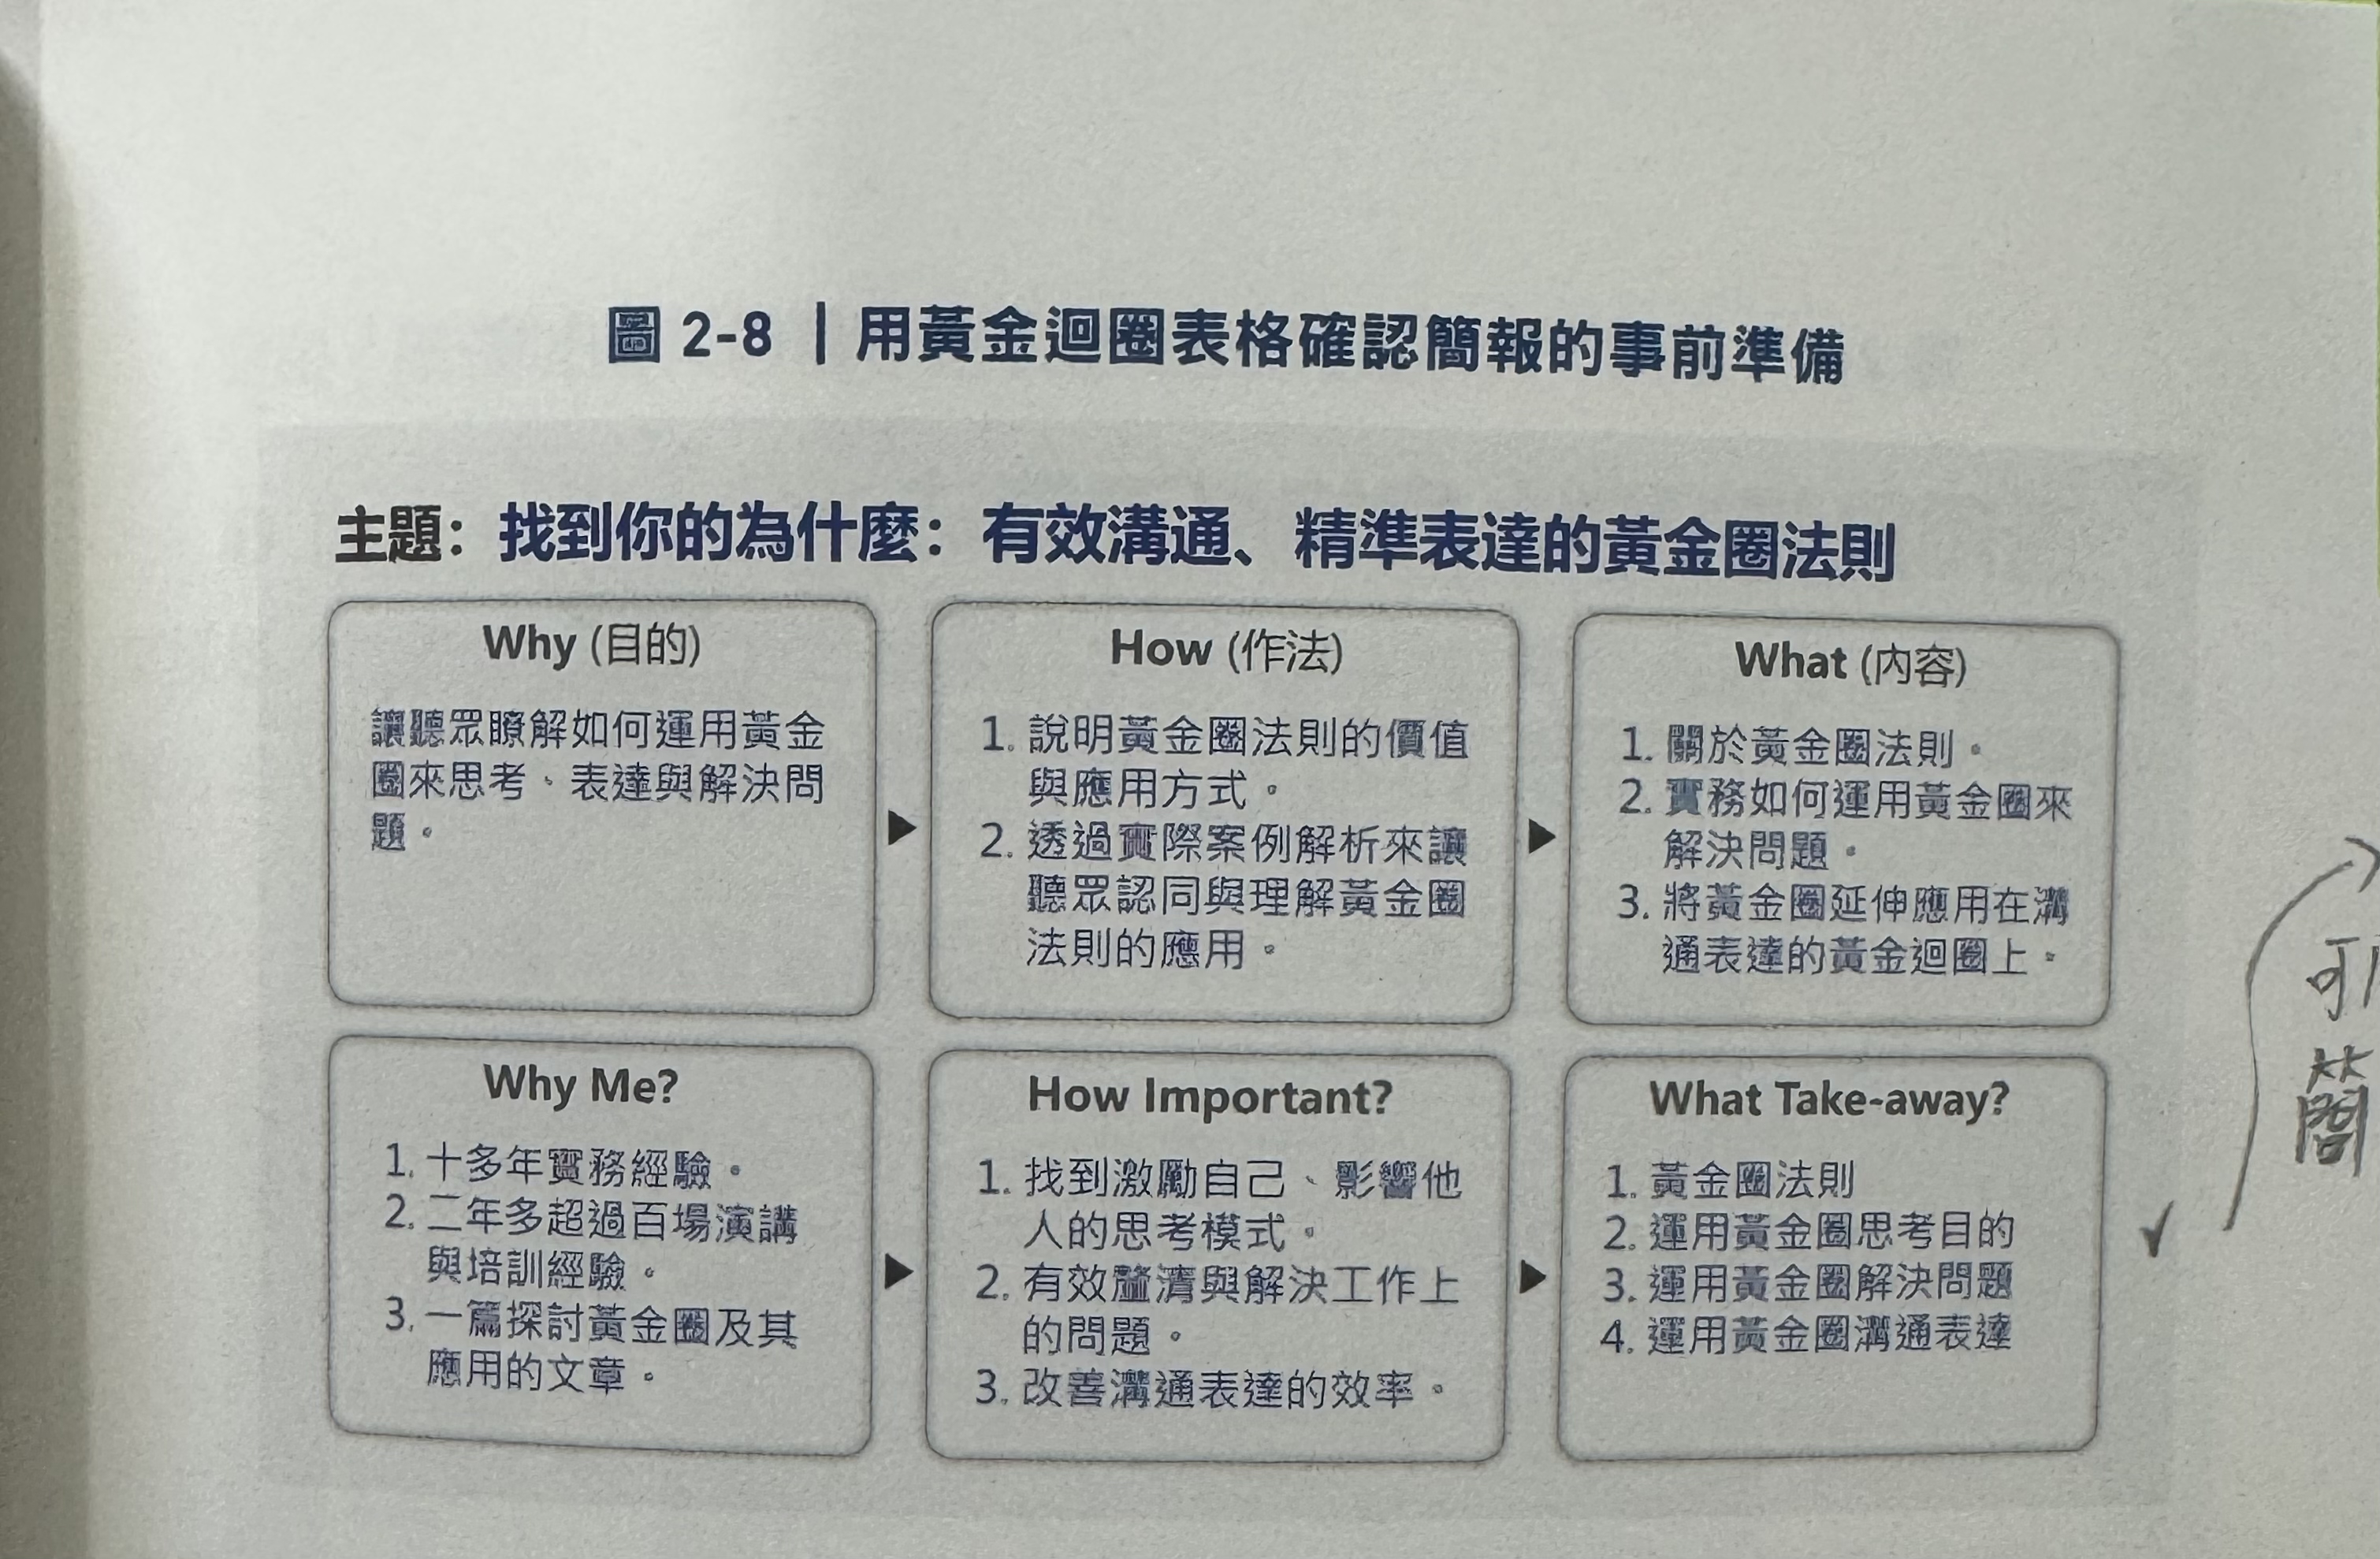 圖 2-8｜用黃金迴圈表格確認簡報的事前準備
主題：找到你的為什麼：有效溝通、精準表達的黃金圈法則
Why (目的)
讓聽眾瞭解如何運用黃金
圈來思考、表達與解決問
題。
How (作法)
1. 說明黃金圈法則的價值
與應用方式。
2. 透過實際案例解析來讓
聽眾認同與理解黃金圈
法則的應用。
What (內容)
1. 關於黃金圈法則。
2. 實務如何運用黃金圈來
解決問題。
3. 將黃金圈延伸應用在溝
通表達的黃金迴圈上。
Why Me?
1. 十多年實務經驗。
2. 二年多超過百場演講
與培訓經驗。
3. 一篇探討黃金圈及其
應用的文章。
How Important?
1. 找到激勵自己、影響他
人的思考模式。
2. 有效釐清與解決工作上
的問題。
3. 改善溝通表達的效率。
What Take-away?
1. 黃金圈法則
2. 運用黃金圈思考目的
3. 運用黃金圈解決問題
4. 運用黃金圈溝通表達
可